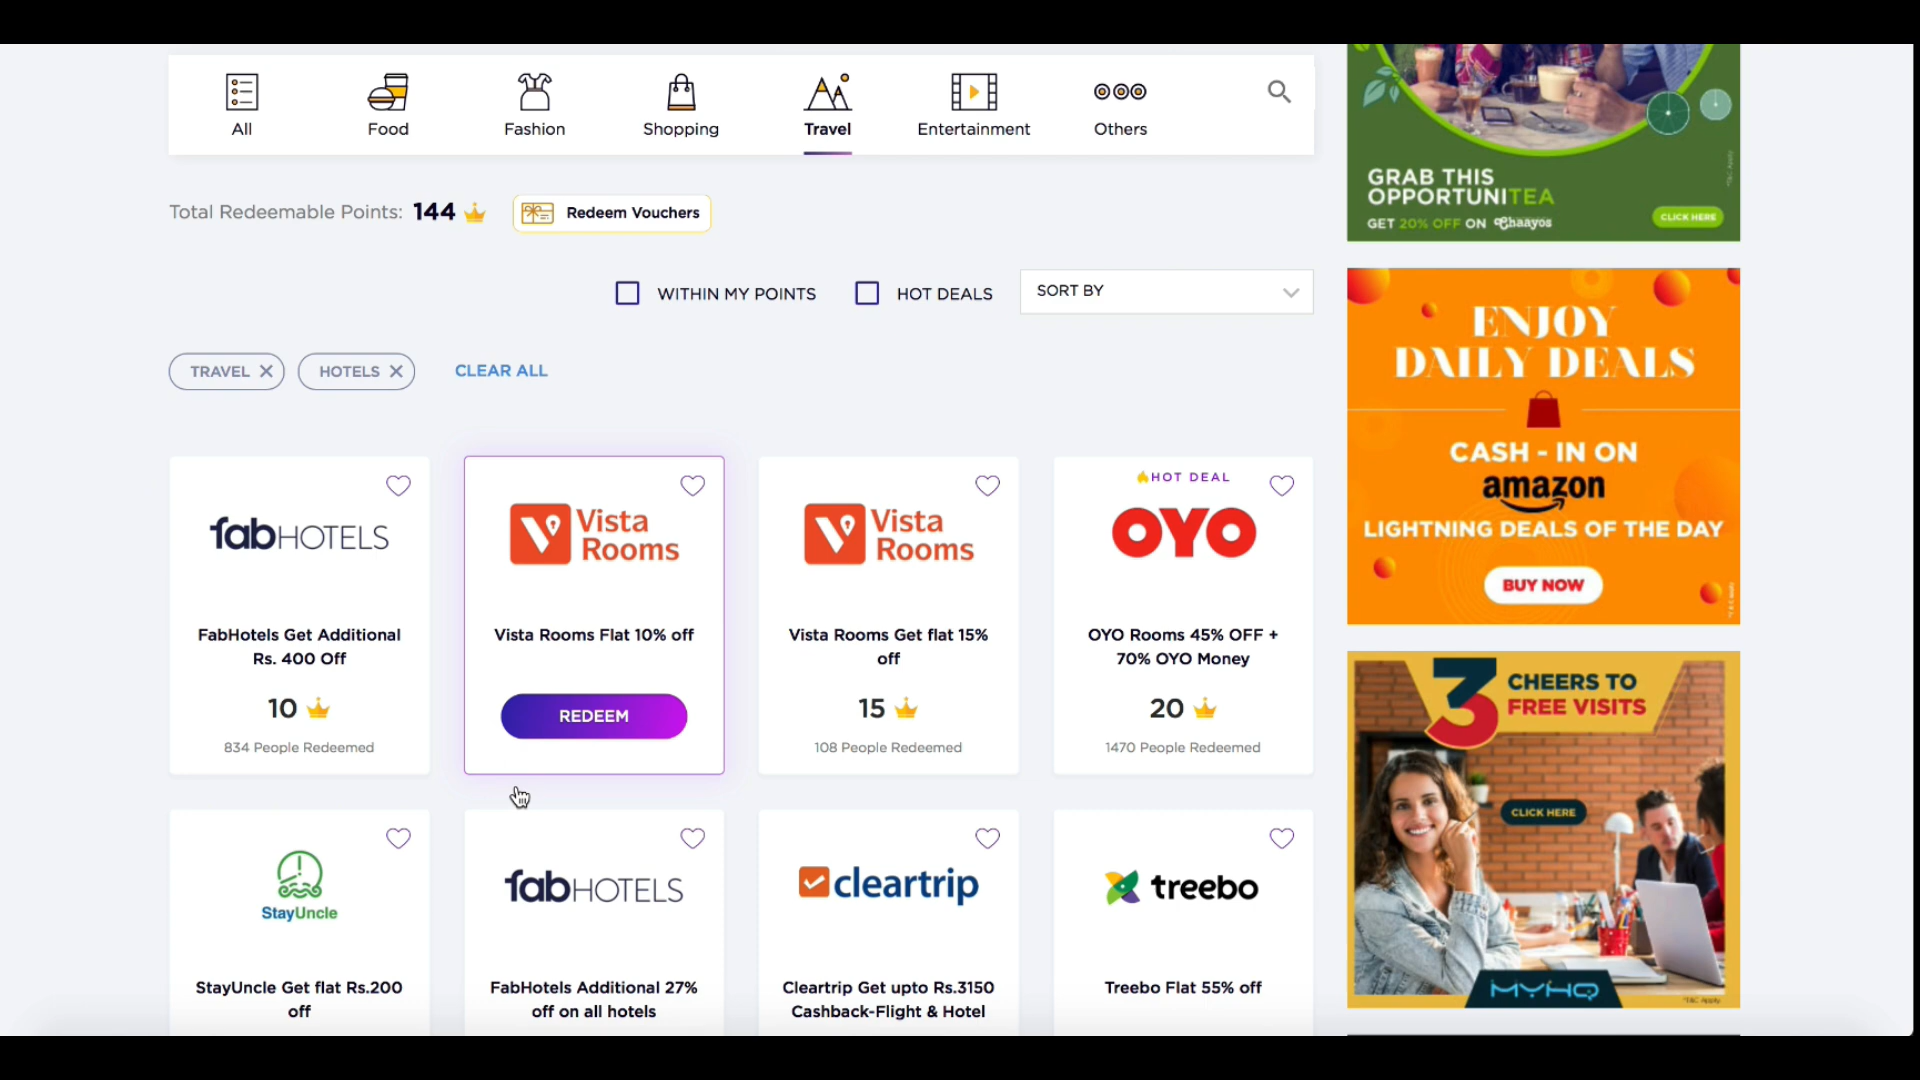 All
Food
Fashion
Shopping
Travel
Entertainment
Others
Total Redeemable Points: 144
Redeem Vouchers
WITHIN MY POINTS
HOT DEALS
SORT BY
TRAVEL
HOTELS
CLEAR ALL
fabHOTELS
FabHotels Get Additional
Rs. 400 Off
10
834 People Redeemed
Vista
Rooms
Vista Rooms Flat 10% off
REDEEM
Vista
Rooms
Vista Rooms Get flat 15%
off
15
108 People Redeemed
HOT DEAL
OYO
OYO Rooms 45% OFF +
70% OYO Money
20
1470 People Redeemed
StayUncle
StayUncle Get flat Rs.200
off
fabHOTELS
FabHotels Additional 27%
off on all hotels
cleartrip
Cleartrip Get upto Rs.3150
Cashback-Flight & Hotel
treebo
Treebo Flat 55% off
GRAB THIS
OPPORTUNITEA
GET 20% OFF ON Chaayos
CLICK HERE
ENJOY
DAILY DEALS
CASH - IN ON
amazon
LIGHTNING DEALS OF THE DAY
BUY NOW
3 CHEERS TO
FREE VISITS
CLICK HERE
MYHQ
*T&C Apply